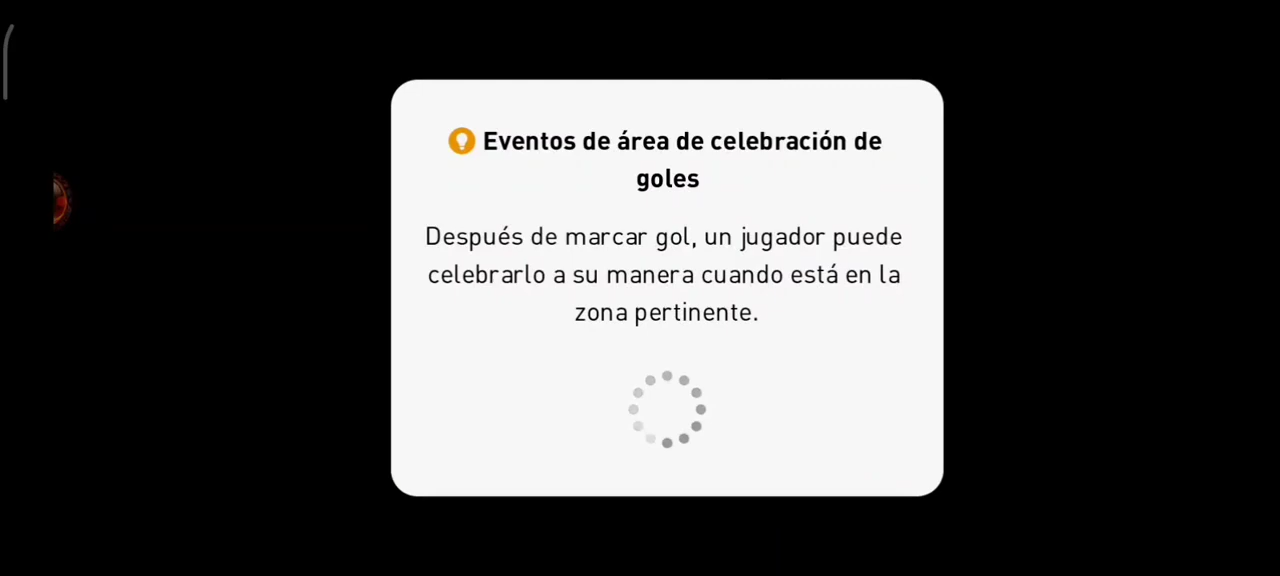 Eventos de área de celebración de
goles
Después de marcar gol, un jugador puede
celebrarlo a su manera cuando está en la
zona pertinente.